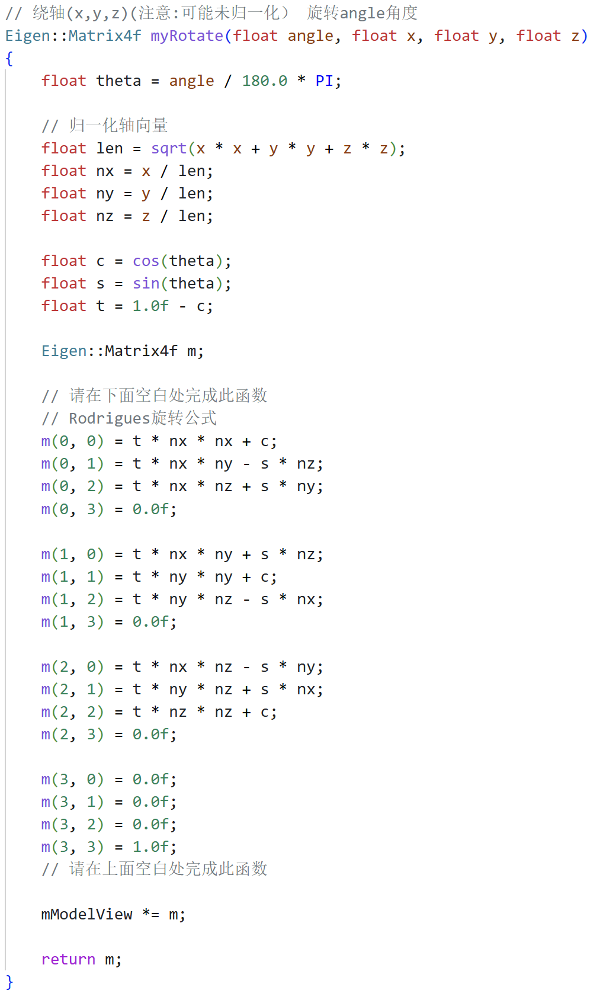 // 绕轴(x,y,z)(注意:可能未归一化） 旋转angle角度
Eigen::Matrix4f myRotate(float angle, float x, float y, float z)
{
    float theta = angle / 180.0 * PI;
    // 归一化轴向量
    float len = sqrt(x * x + y * y + z * z);
    float nx = x / len;
    float ny = y / len;
    float nz = z / len;
    float c = cos(theta);
    float s = sin(theta);
    float t = 1.0f - c;
    Eigen::Matrix4f m;
    // 请在下面空白处完成此函数
    // Rodrigues旋转公式
    m(0, 0) = t * nx * nx + c;
    m(0, 1) = t * nx * ny - s * nz;
    m(0, 2) = t * nx * nz + s * ny;
    m(0, 3) = 0.0f;
    m(1, 0) = t * nx * ny + s * nz;
    m(1, 1) = t * ny * ny + c;
    m(1, 2) = t * ny * nz - s * nx;
    m(1, 3) = 0.0f;
    m(2, 0) = t * nx * nz - s * ny;
    m(2, 1) = t * ny * nz + s * nx;
    m(2, 2) = t * nz * nz + c;
    m(2, 3) = 0.0f;
    m(3, 0) = 0.0f;
    m(3, 1) = 0.0f;
    m(3, 2) = 0.0f;
    m(3, 3) = 1.0f;
    // 请在上面空白处完成此函数
    mModelView *= m;
    return m;
}